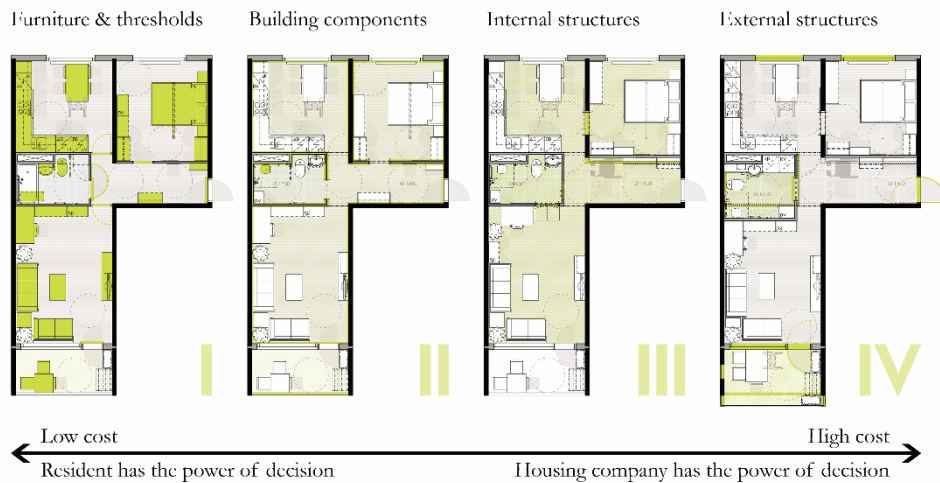 Furniture & thresholds
Building components
Internal structures
External structures
I
II
III
IV
Low cost
High cost
Resident has the power of decision
Housing company has the power of decision